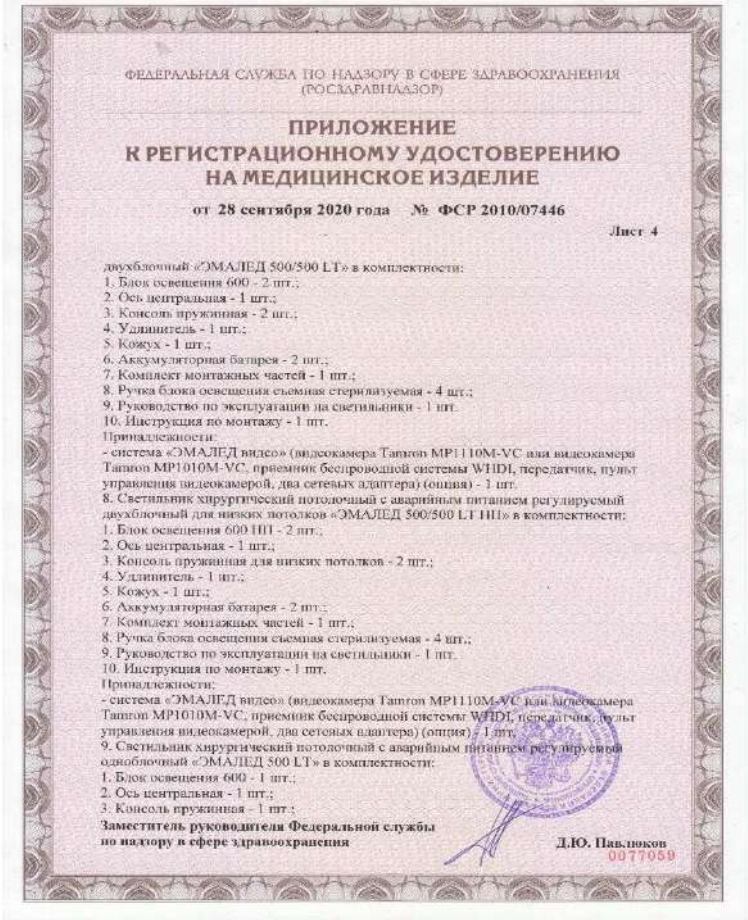 ФЕДЕРАЛЬНАЯ СЛУЖБА ПО НАДЗОРУ В СФЕРЕ ЗДРАВООХРАНЕНИЯ
(РОСЗДРАВНАДЗОР)
ПРИЛОЖЕНИЕ
К РЕГИСТРАЦИОННОМУ УДОСТОВЕРЕНИЮ
НА МЕДИЦИНСКОЕ ИЗДЕЛИЕ
от 28 сентября 2020 года № ФСР 2010/07446
Лист 4
двухблочный «ЭМАЛЕД 500/500 LT» в комплектности:
1. Блок освещения 600 - 2 шт.;
2. Ось центральная - 1 шт.;
3. Консоль пружинная - 2 шт.;
4. Удлинитель - 1 шт.;
5. Кожух - 1 шт.;
6. Аккумуляторная батарея - 2 шт.;
7. Комплект монтажных частей - 1 шт.;
8. Ручка блока освещения съемная стерилизуемая - 4 шт.;
9. Руководство по эксплуатации на светильники - 1 шт.
10. Инструкция по монтажу - 1 шт.
Принадлежности:
- система «ЭМАЛЕД видео» (видеокамера Tamron MP1110M-VC или видеокамера
Tamron MP1010M-VC, приемник беспроводной системы WHDI, передатчик, пульт
управления видеокамерой, два сетевых адаптера) (опция) - 1 шт.
8. Светильник хирургический потолочный с аварийным питанием регулируемый
двухблочный для низких потолков «ЭМАЛЕД 500/500 LT НП» в комплектности:
1. Блок освещения 600 НП - 2 шт.;
2. Ось центральная - 1 шт.;
3. Консоль пружинная для низких потолков - 2 шт.;
4. Удлинитель - 1 шт.;
5. Кожух - 1 шт.;
6. Аккумуляторная батарея - 2 шт.;
7. Комплект монтажных частей - 1 шт.;
8. Ручка блока освещения съемная стерилизуемая - 4 шт.;
9. Руководство по эксплуатации на светильники - 1 шт.
10. Инструкция по монтажу - 1 шт.
Принадлежности:
- система «ЭМАЛЕД видео» (видеокамера Tamron MP1110M-VC или видеокамера
Tamron MP1010M-VC, приемник беспроводной системы WHDI, передатчик, пульт
управления видеокамерой, два сетевых адаптера) (опция) - 1 шт.
9. Светильник хирургический потолочный с аварийным питанием регулируемый
одноблочный «ЭМАЛЕД 500 LT» в комплектности:
1. Блок освещения 600 - 1 шт.;
2. Ось центральная - 1 шт.;
3. Консоль пружинная - 1 шт.;
Заместитель руководителя Федеральной службы
по надзору в сфере здравоохранения
Д.Ю. Павлюков
0077059